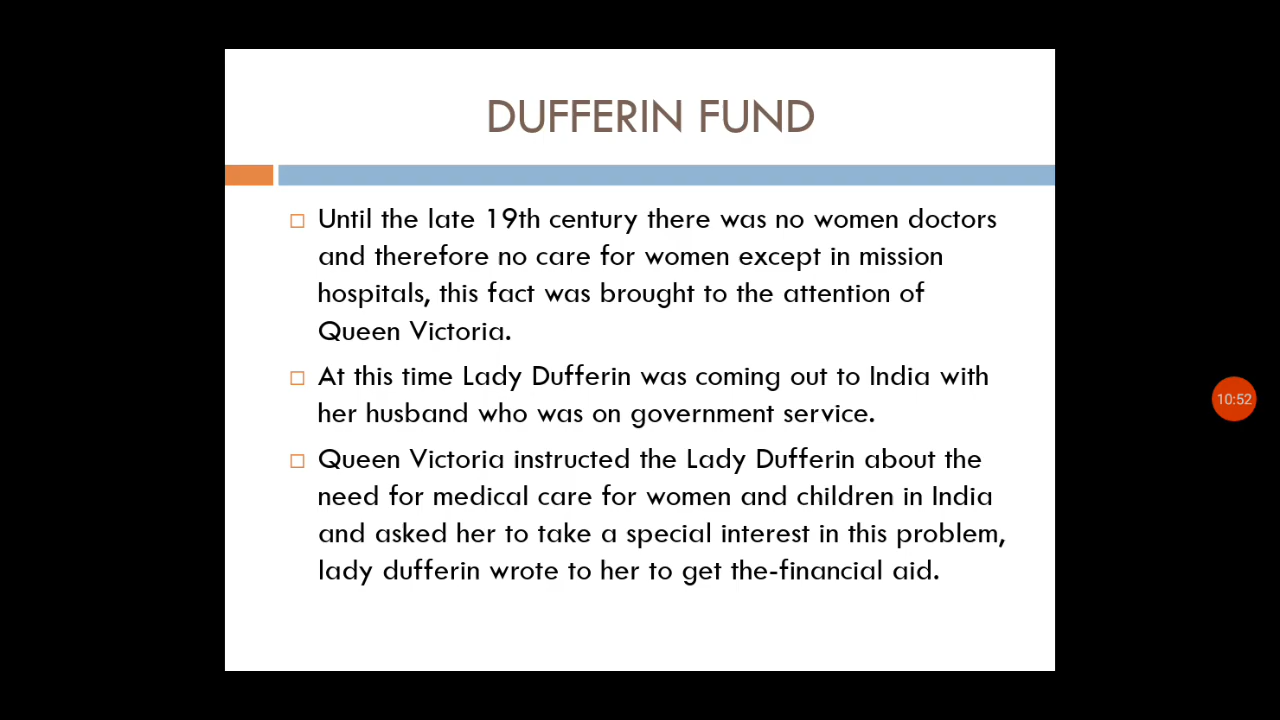 DUFFERIN FUND
Until the late 19th century there was no women doctors
and therefore no care for women except in mission
hospitals, this fact was brought to the attention of
Queen Victoria.
At this time Lady Dufferin was coming out to India with
her husband who was on government service.
Queen Victoria instructed the Lady Dufferin about the
need for medical care for women and children in India
and asked her to take a special interest in this problem,
lady dufferin wrote to her to get the-financial aid.
10:52